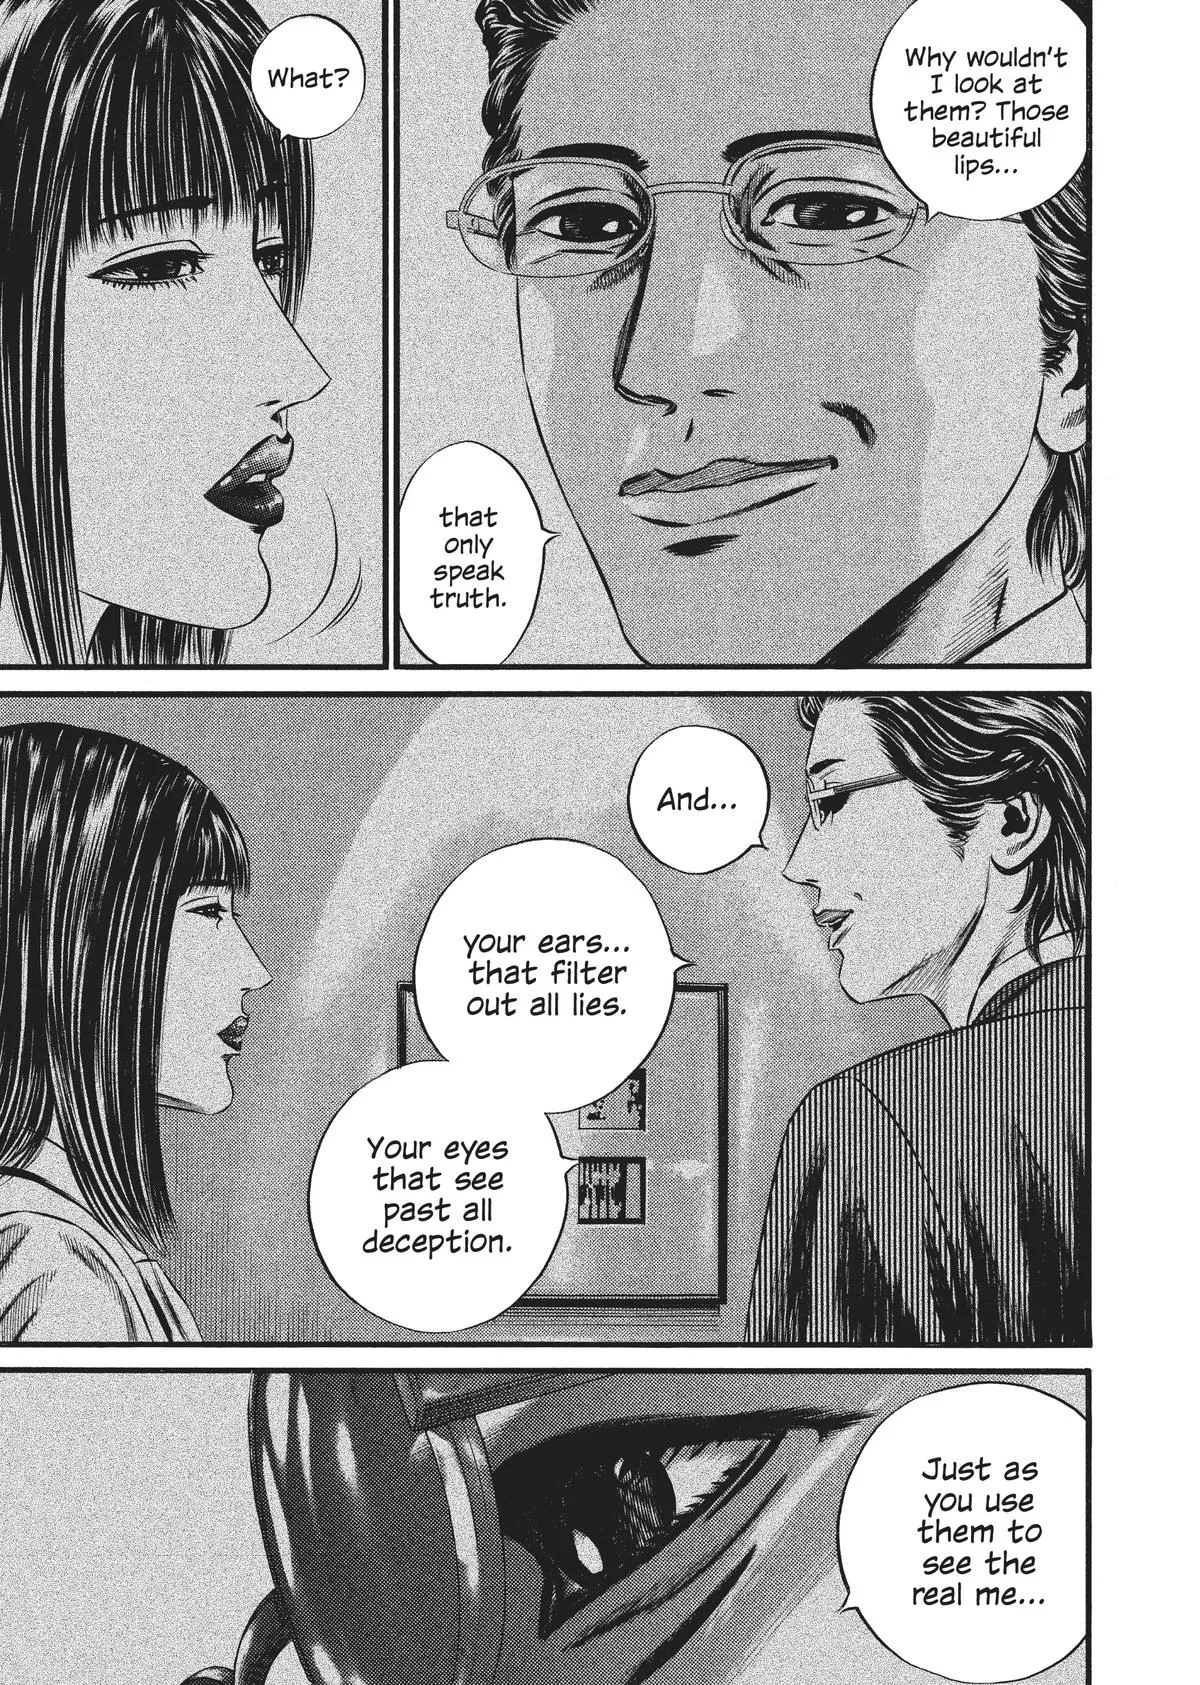 Why wouldn't
I look at
them? Those
beautiful
lips...
that
only
speak
truth.
What?
And...
your ears...
that filter
out all lies.
Your eyes
that see
past all
deception.
Just as
you use
them to
see the
real me...